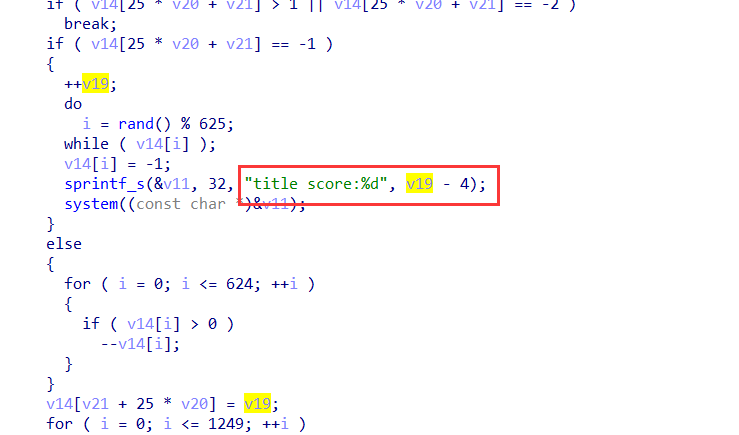 if ( v14[25 * v20 + v21] > 1 || v14[25 * v20 + v21] == -2 )
break;
if ( v14[25 * v20 + v21] == -1 )
{
++v19;
do
i = rand() % 625;
while ( v14[i] );
v14[i] = -1;
sprintf_s(&v11, 32, "title score:%d", v19 - 4);
system((const char *)&v11);
}
else
{
for ( i = 0; i <= 624; ++i )
{
if ( v14[i] > 0 )
--v14[i];
}
}
v14[v21 + 25 * v20] = v19;
for ( i = 0; i <= 1249; ++i )